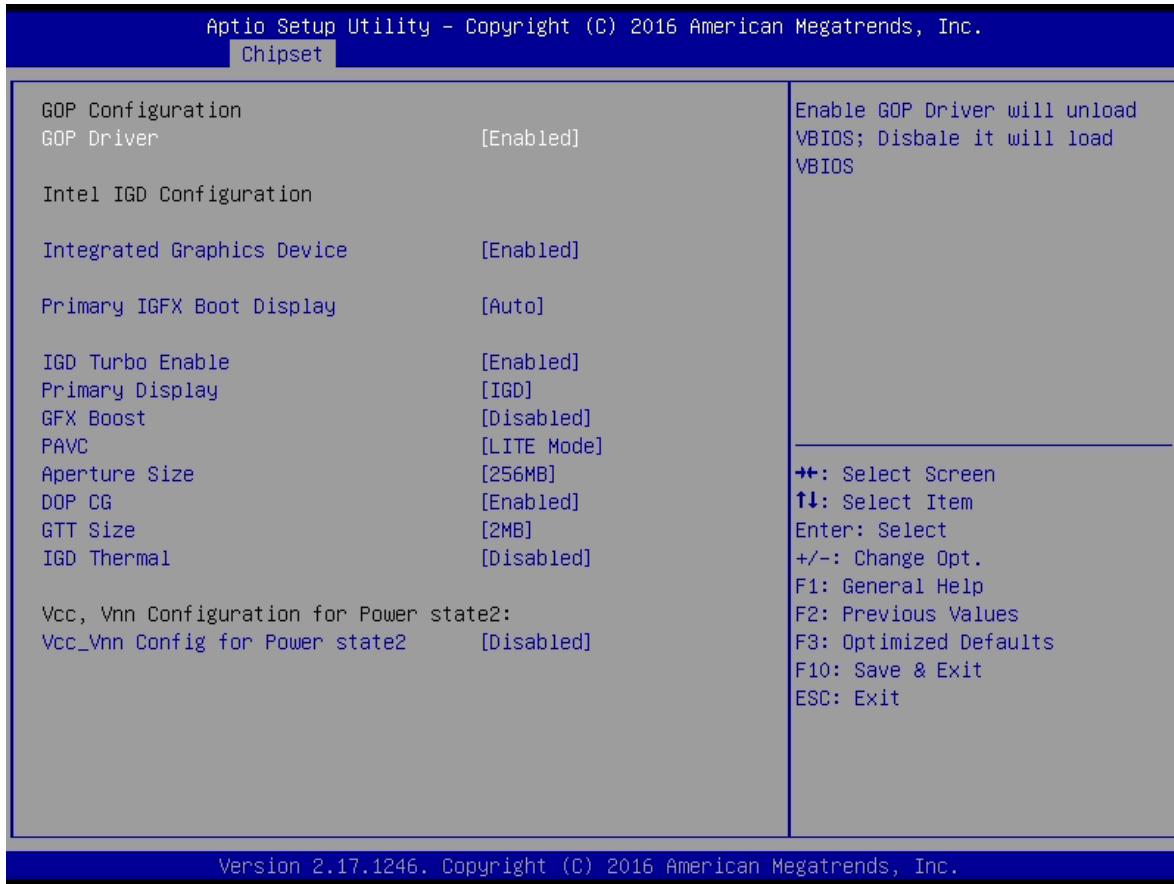 Aptio Setup Utility – Copyright (C) 2016 American Megatrends, Inc.
Chipset
GOP Configuration
GOP Driver [Enabled]
Intel IGD Configuration
Integrated Graphics Device [Enabled]
Primary IGFX Boot Display [Auto]
IGD Turbo Enable [Enabled]
Primary Display [IGD]
GFX Boost [Disabled]
PAVC [LITE Mode]
Aperture Size [256MB]
DOP CG [Enabled]
GTT Size [2MB]
IGD Thermal [Disabled]
Vcc, Vnn Configuration for Power state2:
Vcc_Vnn Config for Power state2 [Disabled]
Enable GOP Driver will unload
VBIOS; Disbale it will load
VBIOS
→←: Select Screen
↑↓: Select Item
Enter: Select
+/-: Change Opt.
F1: General Help
F2: Previous Values
F3: Optimized Defaults
F10: Save & Exit
ESC: Exit
Version 2.17.1246. Copyright (C) 2016 American Megatrends, Inc.